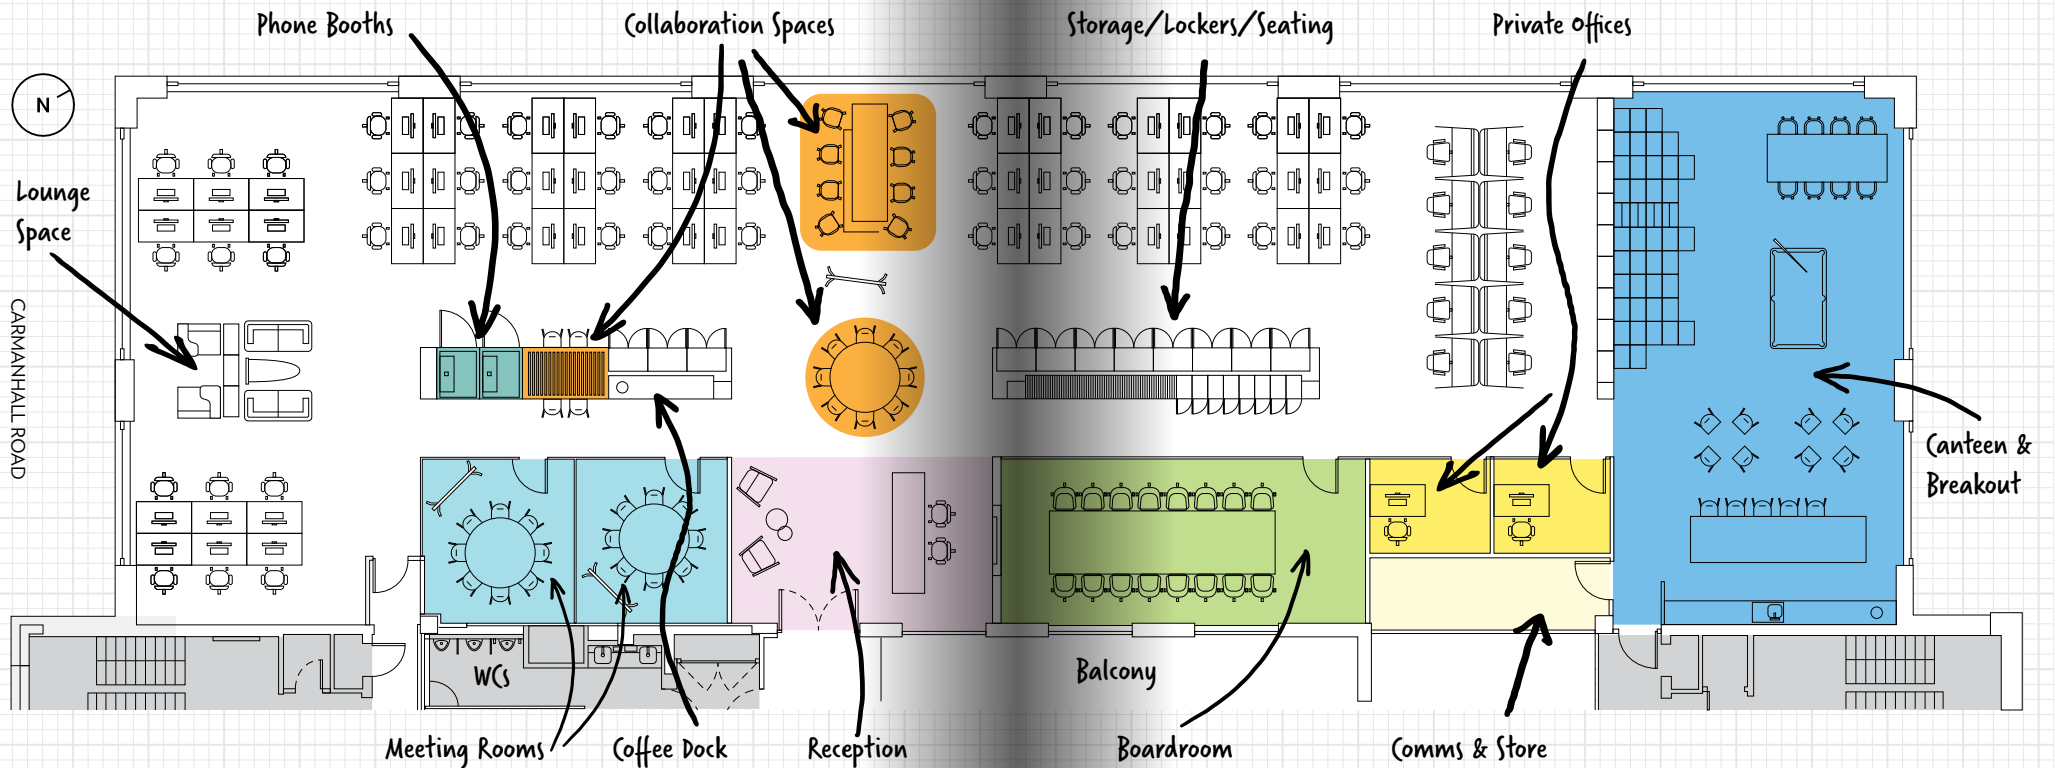 Phone Booths
Collaboration Spaces
Storage/Lockers/Seating
Private Offices
N
Lounge
Space
CARMANHALL ROAD
Canteen &
Breakout
WCs
Balcony
Meeting Rooms
Coffee Dock
Reception
Boardroom
Comms & Store